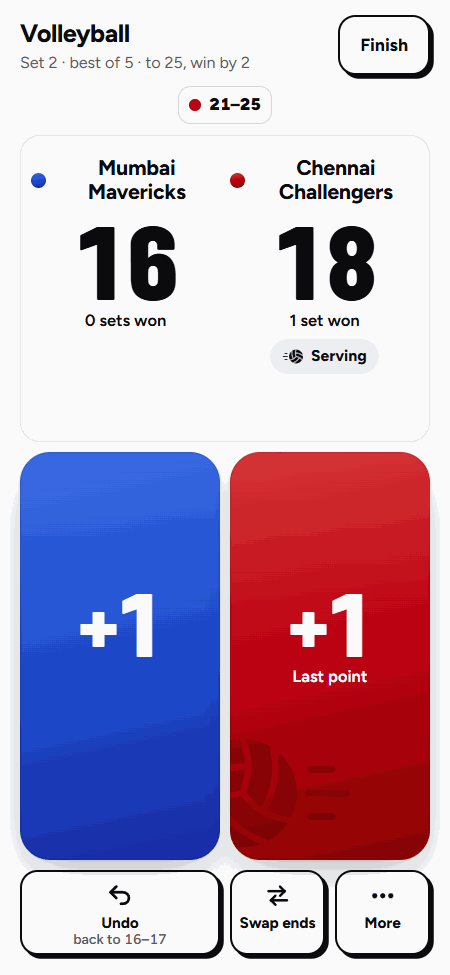 Volleyball
Set 2 · best of 5 · to 25, win by 2
Finish
21–25
Mumbai
Mavericks
Chennai
Challengers
16
18
0 sets won
1 set won
Serving
+1
+1
Last point
Undo
back to 16–17
Swap ends
More